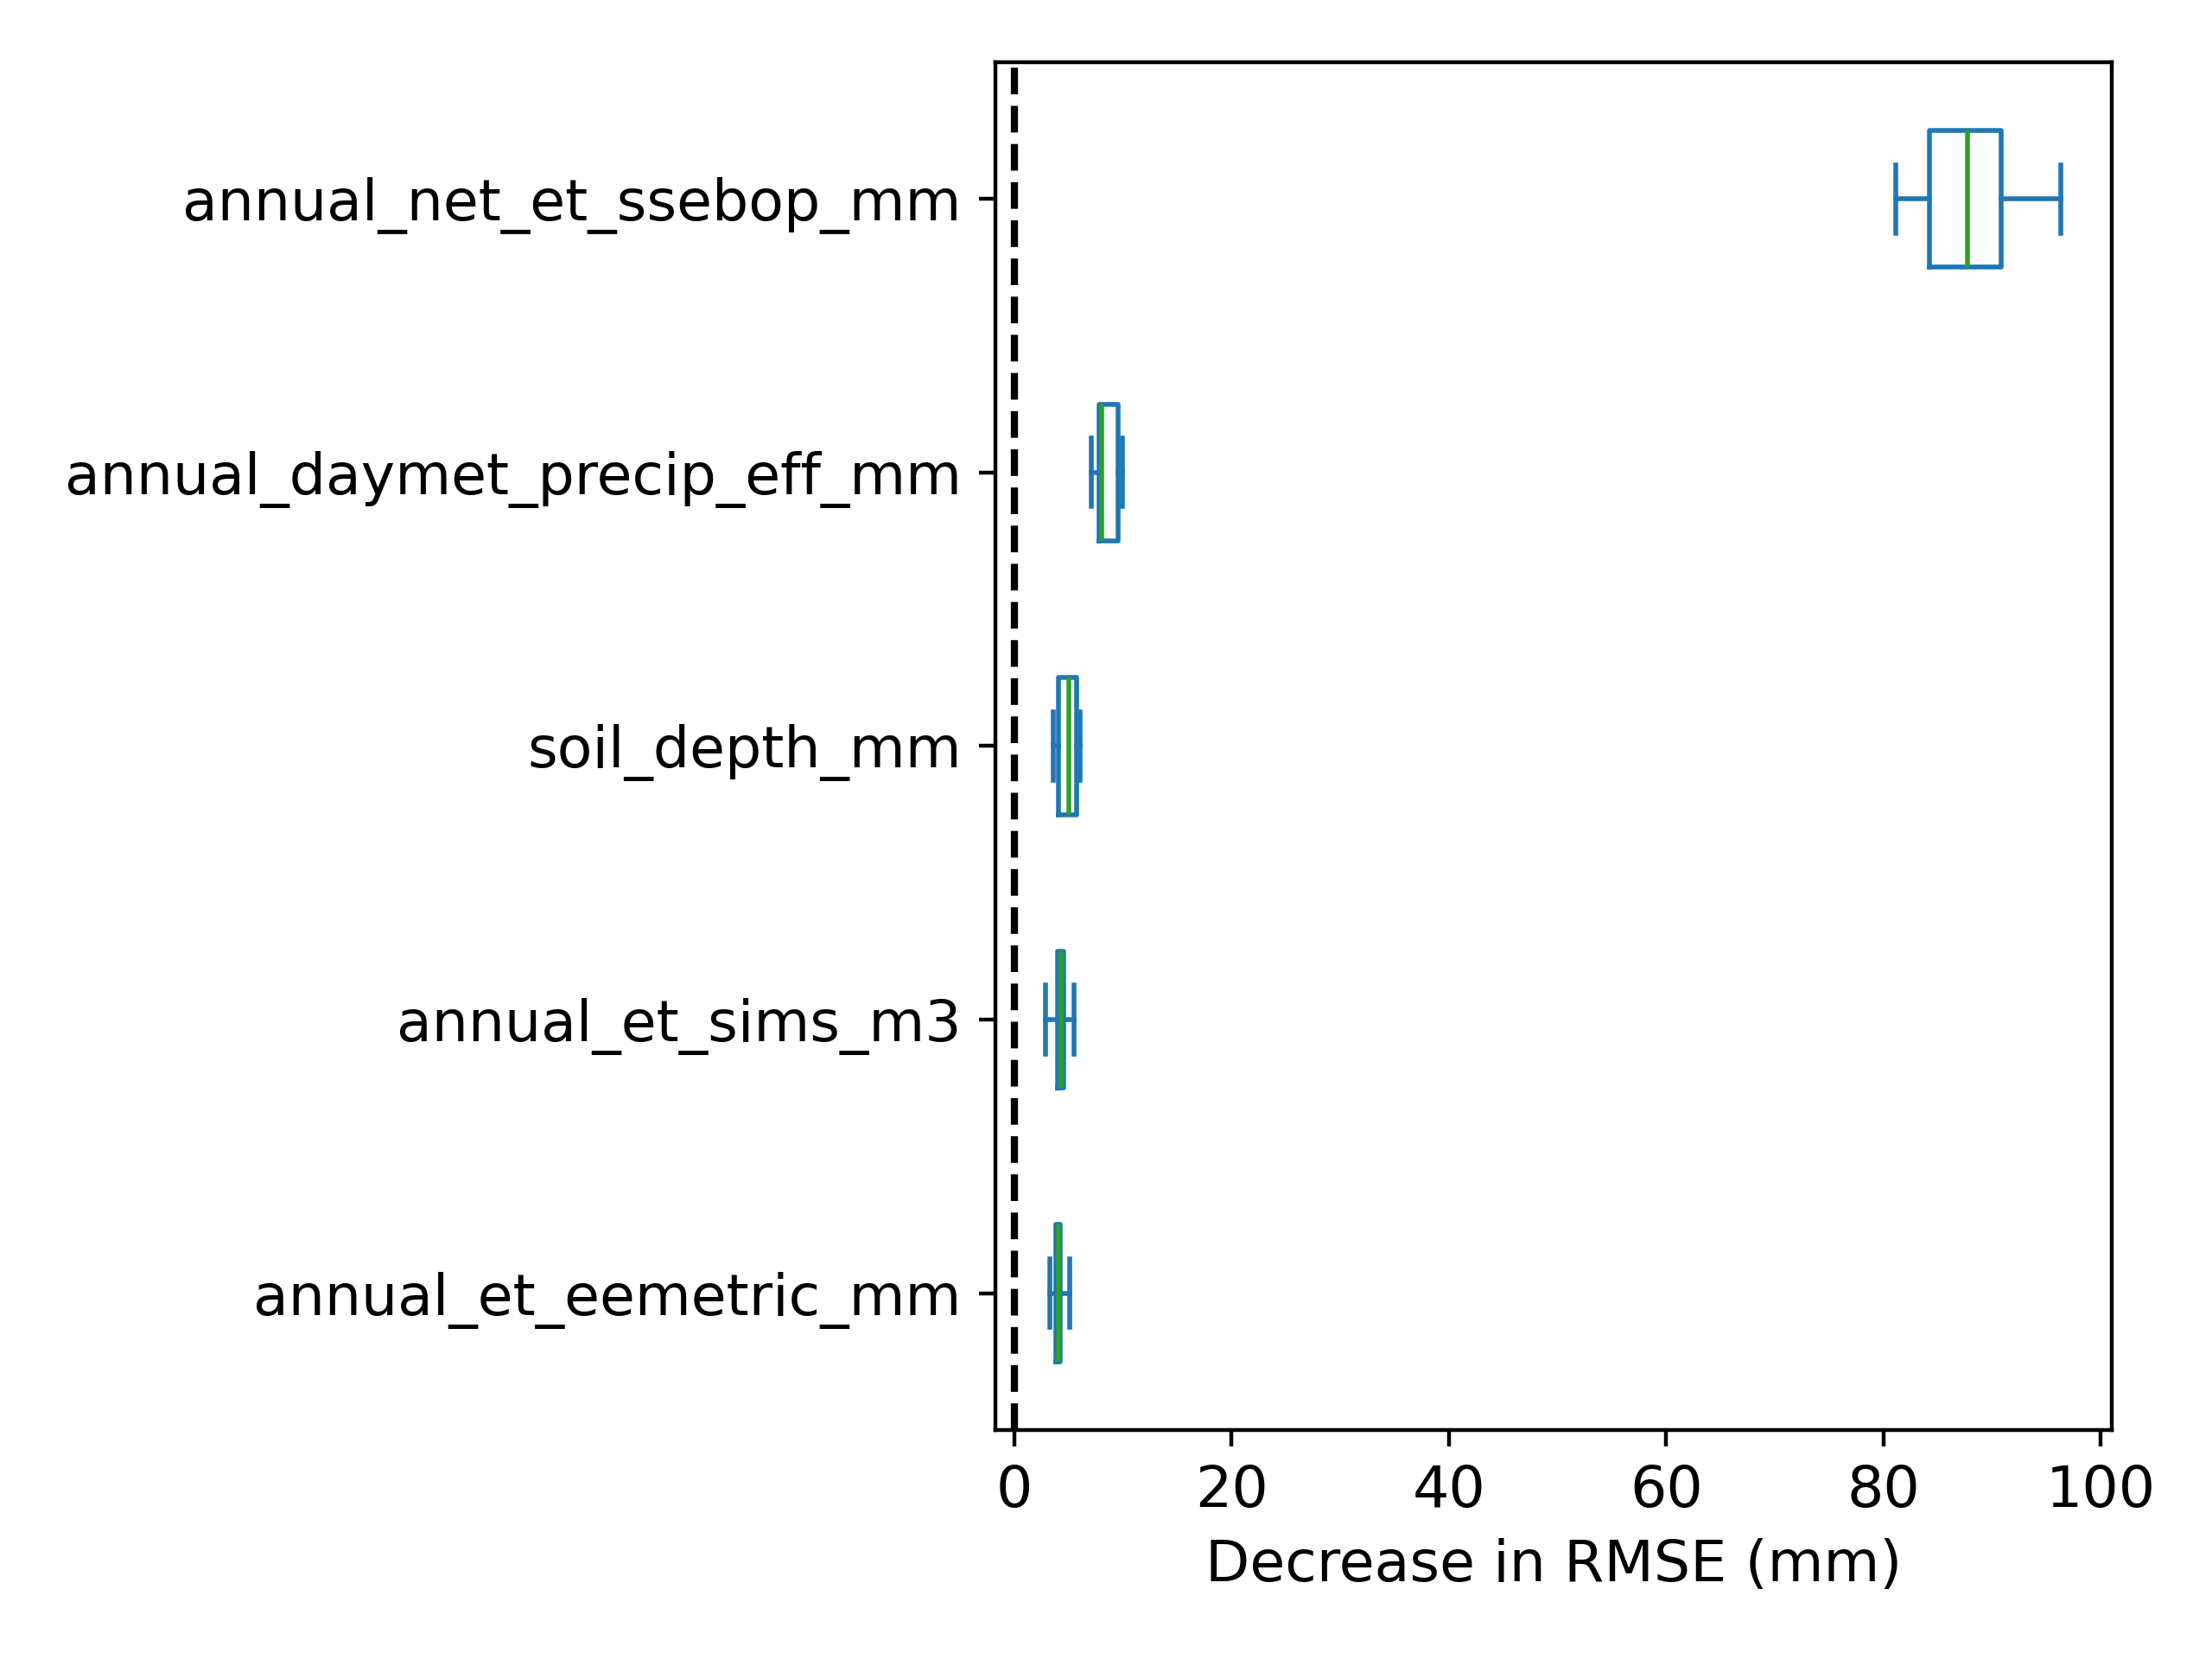 annual_net_et_ssebop_mm
annual_daymet_precip_eff_mm
soil_depth_mm
annual_et_sims_m3
annual_et_eemetric_mm
0 20 40 60 80 100
Decrease in RMSE (mm)